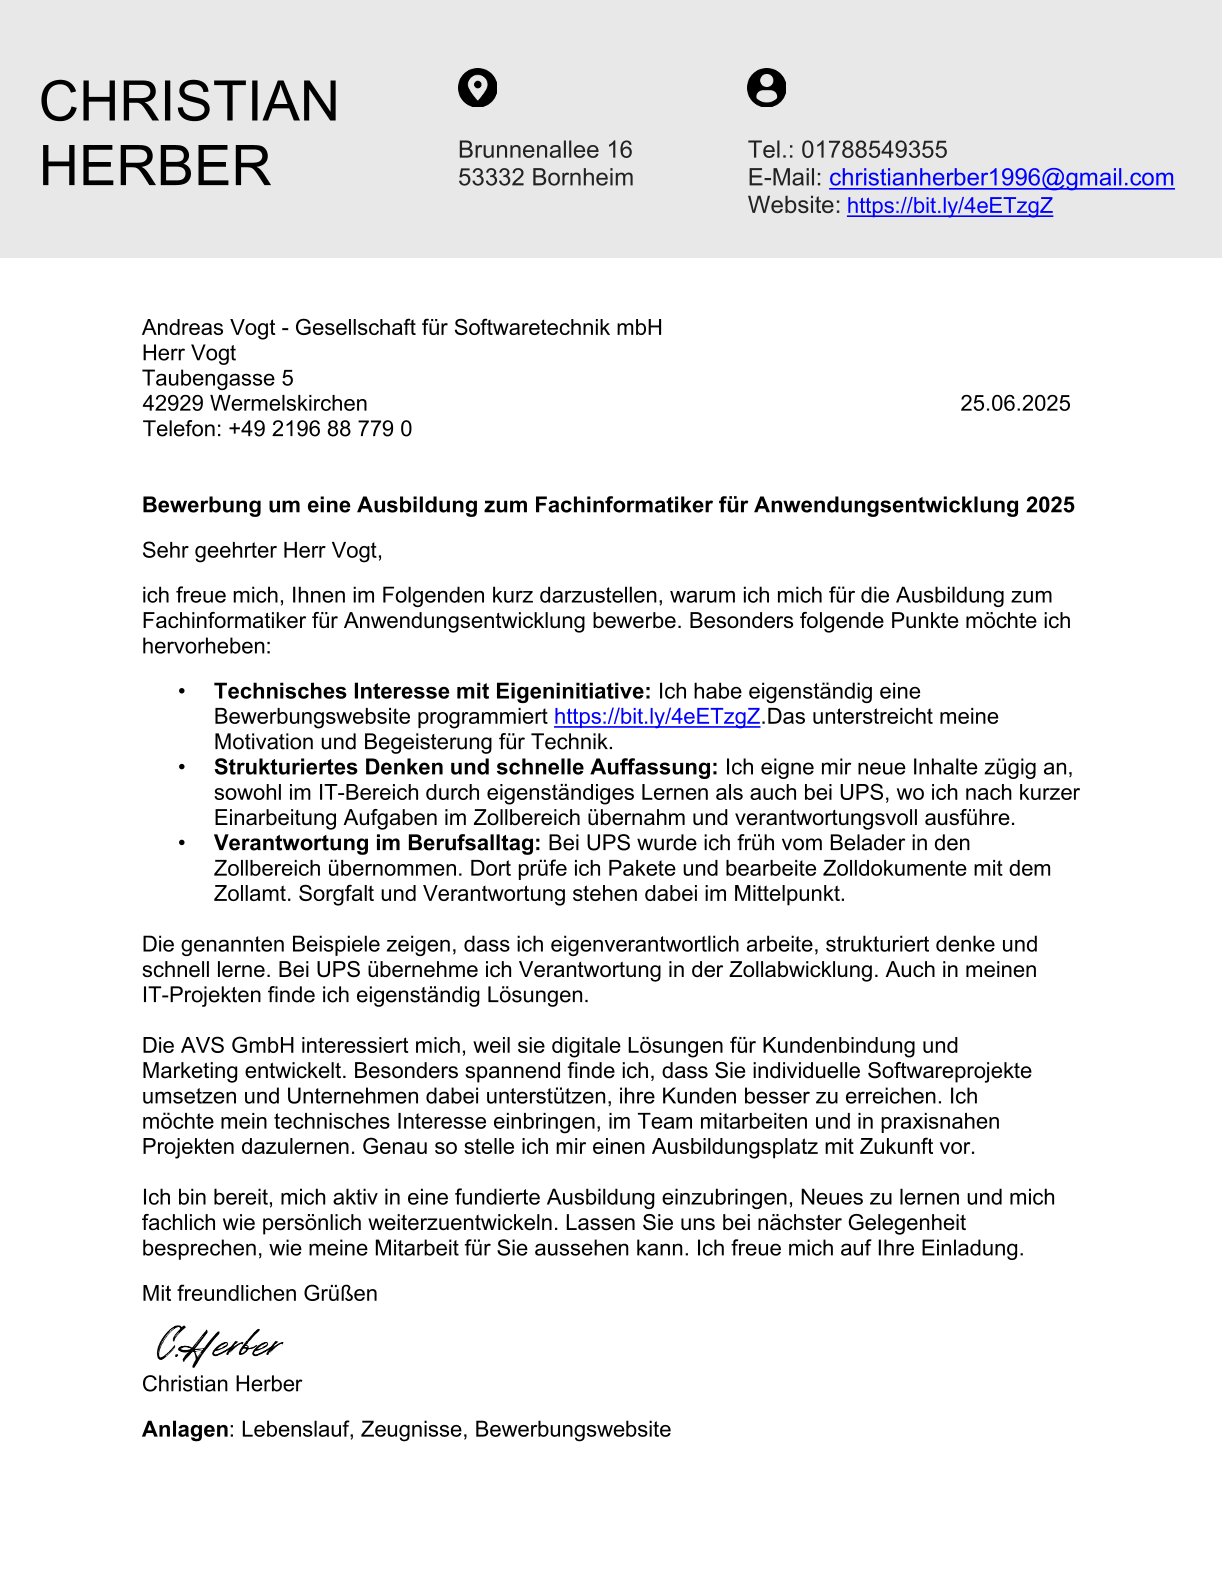 CHRISTIAN
HERBER
Brunnenallee 16
53332 Bornheim
Tel.: 01788549355
E-Mail: christianherber1996@gmail.com
Website: https://bit.ly/4eETzgZ
Andreas Vogt - Gesellschaft für Softwaretechnik mbH
Herr Vogt
Taubengasse 5
42929 Wermelskirchen 25.06.2025
Telefon: +49 2196 88 779 0
Bewerbung um eine Ausbildung zum Fachinformatiker für Anwendungsentwicklung 2025
Sehr geehrter Herr Vogt,
ich freue mich, Ihnen im Folgenden kurz darzustellen, warum ich mich für die Ausbildung zum
Fachinformatiker für Anwendungsentwicklung bewerbe. Besonders folgende Punkte möchte ich
hervorheben:
• Technisches Interesse mit Eigeninitiative: Ich habe eigenständig eine
Bewerbungswebsite programmiert https://bit.ly/4eETzgZ.Das unterstreicht meine
Motivation und Begeisterung für Technik.
• Strukturiertes Denken und schnelle Auffassung: Ich eigne mir neue Inhalte zügig an,
sowohl im IT-Bereich durch eigenständiges Lernen als auch bei UPS, wo ich nach kurzer
Einarbeitung Aufgaben im Zollbereich übernahm und verantwortungsvoll ausführe.
• Verantwortung im Berufsalltag: Bei UPS wurde ich früh vom Belader in den
Zollbereich übernommen. Dort prüfe ich Pakete und bearbeite Zolldokumente mit dem
Zollamt. Sorgfalt und Verantwortung stehen dabei im Mittelpunkt.
Die genannten Beispiele zeigen, dass ich eigenverantwortlich arbeite, strukturiert denke und
schnell lerne. Bei UPS übernehme ich Verantwortung in der Zollabwicklung. Auch in meinen
IT-Projekten finde ich eigenständig Lösungen.
Die AVS GmbH interessiert mich, weil sie digitale Lösungen für Kundenbindung und
Marketing entwickelt. Besonders spannend finde ich, dass Sie individuelle Softwareprojekte
umsetzen und Unternehmen dabei unterstützen, ihre Kunden besser zu erreichen. Ich
möchte mein technisches Interesse einbringen, im Team mitarbeiten und in praxisnahen
Projekten dazulernen. Genau so stelle ich mir einen Ausbildungsplatz mit Zukunft vor.
Ich bin bereit, mich aktiv in eine fundierte Ausbildung einzubringen, Neues zu lernen und mich
fachlich wie persönlich weiterzuentwickeln. Lassen Sie uns bei nächster Gelegenheit
besprechen, wie meine Mitarbeit für Sie aussehen kann. Ich freue mich auf Ihre Einladung.
Mit freundlichen Grüßen
C.Herber
Christian Herber
Anlagen: Lebenslauf, Zeugnisse, Bewerbungswebsite